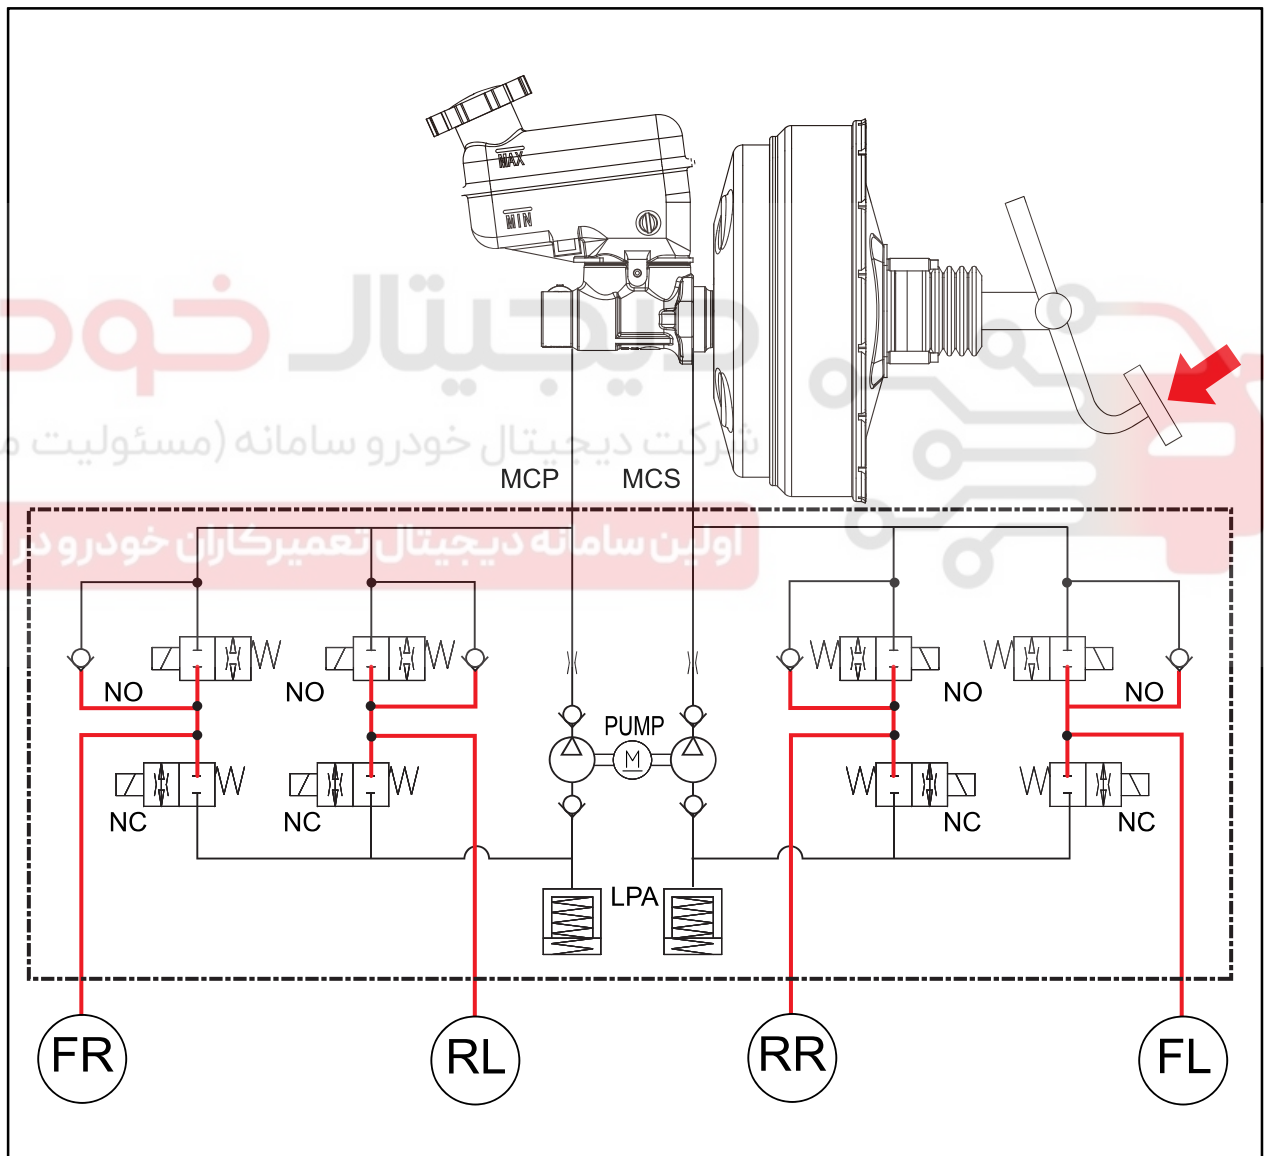 MAX
MIN
دیجیتال خود
شرکت دیجیتال خودرو سامانه (مسئولیت م
اولین سامانه دیجیتال تعمیرکاران خودرو در ا
MCP
MCS
NO
NO
NO
NO
PUMP
M
NC
NC
NC
NC
LPA
FR
RL
RR
FL